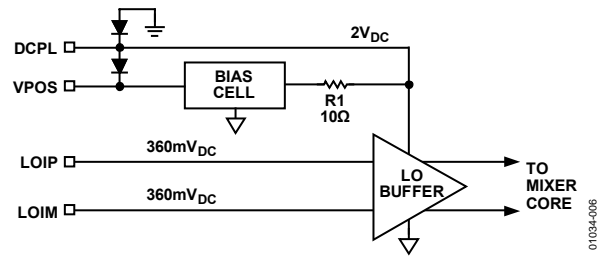 DCPL
2VDC
VPOS
BIAS
CELL
R1
10Ω
LOIP
360mVDC
LO
BUFFER
TO
MIXER
CORE
LOIM
360mVDC
01034-006